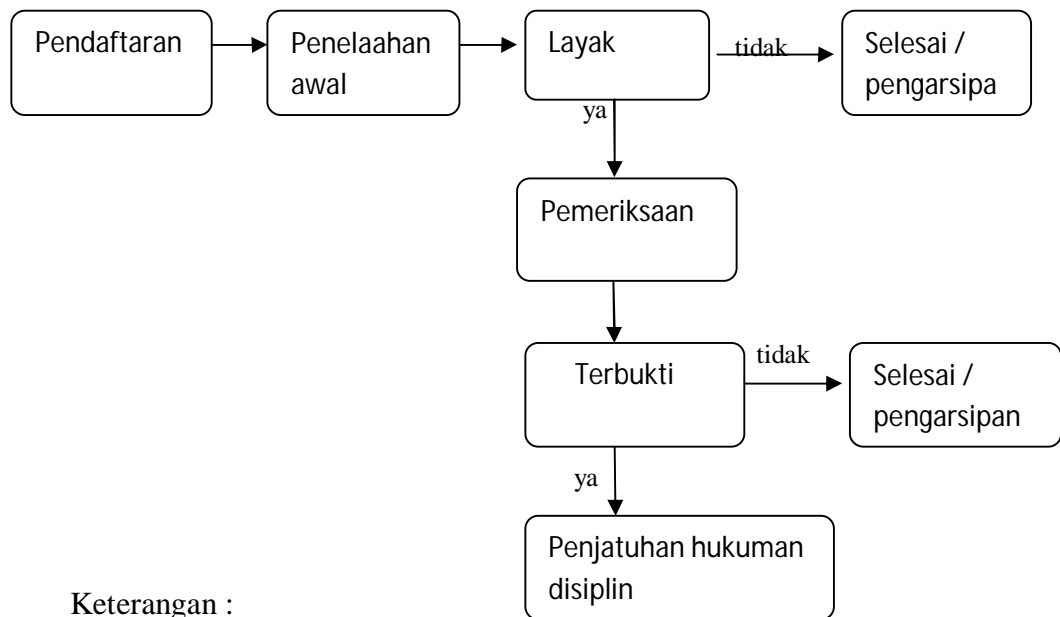 Pendaftaran
Penelaahan
awal
Layak
tidak
Selesai /
pengarsipa
ya
Pemeriksaan
Terbukti
tidak
Selesai /
pengarsipan
ya
Penjatuhan hukuman
disiplin
Keterangan :